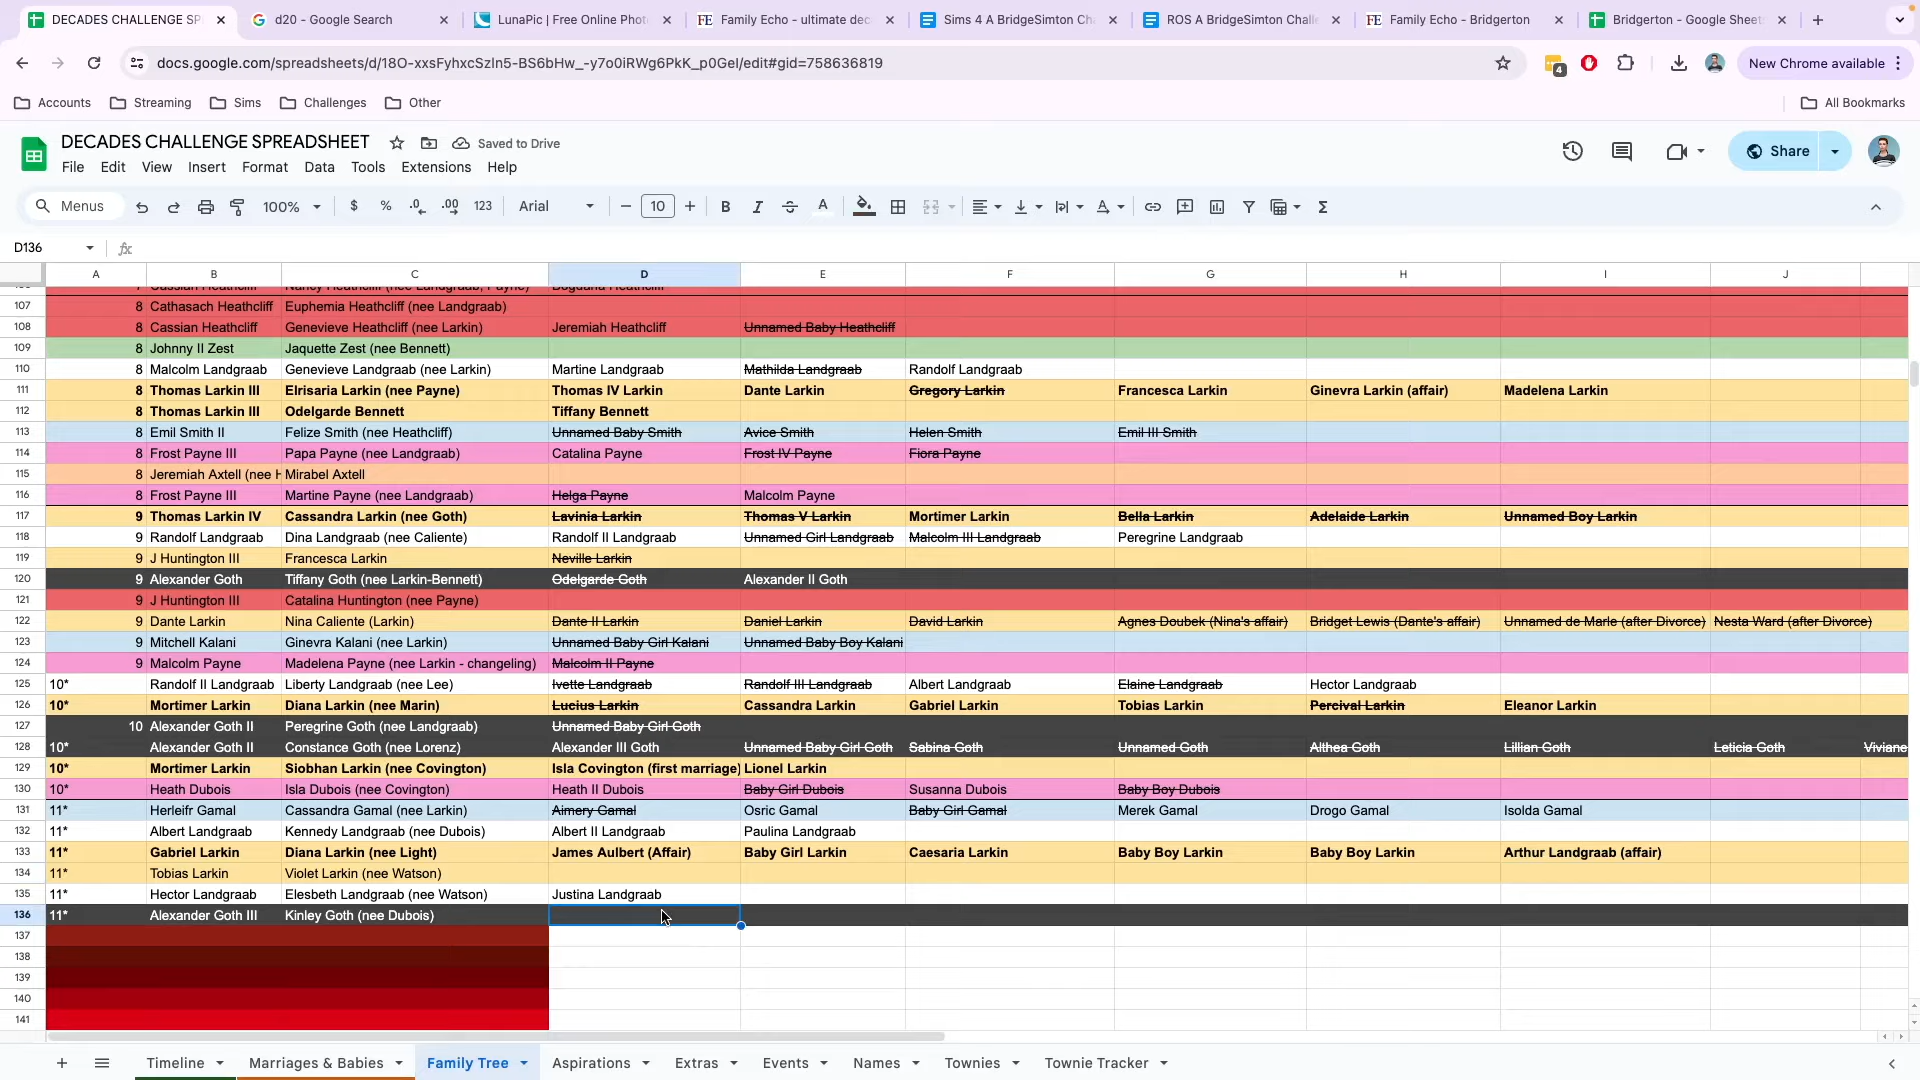 DECADES CHALLENGE SP
d20 - Google Search
LunaPic | Free Online Phot
Family Echo - ultimate dec
Sims 4 A BridgeSimton Ch
ROS A BridgeSimton Challe
Family Echo - Bridgerton
Bridgerton - Google Sheet
docs.google.com/spreadsheets/d/18O-xxsFyhxcSzIn5-BS6bHw_-y7o0iRWg6PkK_p0GeI/edit#gid=758636819
4
New Chrome available
Accounts Streaming Sims Challenges Other All Bookmarks
DECADES CHALLENGE SPREADSHEET Saved to Drive
File Edit View Insert Format Data Tools Extensions Help
Share
Menus 100% $ % .0 .00 123 Arial 10 B I A
D136 fx
A B C D E F G H I J
107 8 Cathasach Heathcliff Euphemia Heathcliff (nee Landgraab)
108 8 Cassian Heathcliff Genevieve Heathcliff (nee Larkin) Jeremiah Heathcliff Unnamed Baby Heathcliff
109 8 Johnny II Zest Jaquette Zest (nee Bennett)
110 8 Malcolm Landgraab Genevieve Landgraab (nee Larkin) Martine Landgraab Mathilda Landgraab Randolf Landgraab
111 8 Thomas Larkin III Elrisaria Larkin (nee Payne) Thomas IV Larkin Dante Larkin Gregory Larkin Francesca Larkin Ginevra Larkin (affair) Madelena Larkin
112 8 Thomas Larkin III Odelgarde Bennett Tiffany Bennett
113 8 Emil Smith II Felize Smith (nee Heathcliff) Unnamed Baby Smith Avice Smith Helen Smith Emil III Smith
114 8 Frost Payne III Papa Payne (nee Landgraab) Catalina Payne Frost IV Payne Fiora Payne
115 8 Jeremiah Axtell (nee H Mirabel Axtell
116 8 Frost Payne III Martine Payne (nee Landgraab) Helga Payne Malcolm Payne
117 9 Thomas Larkin IV Cassandra Larkin (nee Goth) Lavinia Larkin Thomas V Larkin Mortimer Larkin Bella Larkin Adelaide Larkin Unnamed Boy Larkin
118 9 Randolf Landgraab Dina Landgraab (nee Caliente) Randolf II Landgraab Unnamed Girl Landgraab Malcolm III Landgraab Peregrine Landgraab
119 9 J Huntington III Francesca Larkin Neville Larkin
120 9 Alexander Goth Tiffany Goth (nee Larkin-Bennett) Odelgarde Goth Alexander II Goth
121 9 J Huntington III Catalina Huntington (nee Payne)
122 9 Dante Larkin Nina Caliente (Larkin) Dante II Larkin Daniel Larkin David Larkin Agnes Doubek (Nina's affair) Bridget Lewis (Dante's affair) Unnamed de Marle (after Divorce) Nesta Ward (after Divorce)
123 9 Mitchell Kalani Ginevra Kalani (nee Larkin) Unnamed Baby Girl Kalani Unnamed Baby Boy Kalani
124 9 Malcolm Payne Madelena Payne (nee Larkin - changeling) Malcolm II Payne
125 10* Randolf II Landgraab Liberty Landgraab (nee Lee) Ivette Landgraab Randolf III Landgraab Albert Landgraab Elaine Landgraab Hector Landgraab
126 10* Mortimer Larkin Diana Larkin (nee Marin) Lucius Larkin Cassandra Larkin Gabriel Larkin Tobias Larkin Percival Larkin Eleanor Larkin
127 10 Alexander Goth II Peregrine Goth (nee Landgraab) Unnamed Baby Girl Goth
128 10* Alexander Goth II Constance Goth (nee Lorenz) Alexander III Goth Unnamed Baby Girl Goth Sabina Goth Unnamed Goth Althea Goth Lillian Goth Leticia Goth Viviane
129 10* Mortimer Larkin Siobhan Larkin (nee Covington) Isla Covington (first marriage) Lionel Larkin
130 10* Heath Dubois Isla Dubois (nee Covington) Heath II Dubois Baby Girl Dubois Susanna Dubois Baby Boy Dubois
131 11* Herleifr Gamal Cassandra Gamal (nee Larkin) Aimery Gamal Osric Gamal Baby Girl Gamal Merek Gamal Drogo Gamal Isolda Gamal
132 11* Albert Landgraab Kennedy Landgraab (nee Dubois) Albert II Landgraab Paulina Landgraab
133 11* Gabriel Larkin Diana Larkin (nee Light) James Aulbert (Affair) Baby Girl Larkin Caesaria Larkin Baby Boy Larkin Baby Boy Larkin Arthur Landgraab (affair)
134 11* Tobias Larkin Violet Larkin (nee Watson)
135 11* Hector Landgraab Elesbeth Landgraab (nee Watson) Justina Landgraab
136 11* Alexander Goth III Kinley Goth (nee Dubois)
137
138
139
140
141
Timeline Marriages & Babies Family Tree Aspirations Extras Events Names Townies Townie Tracker